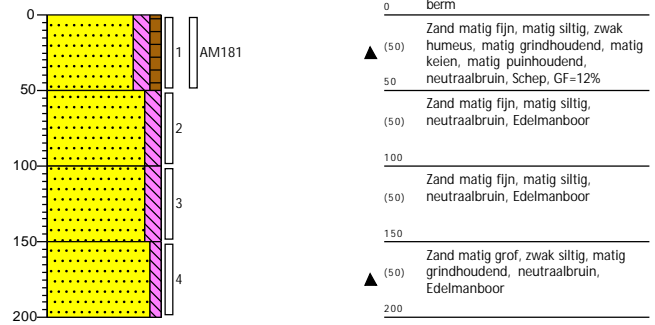 0
50
100
150
200
1
AM181
2
3
4
0
berm
Zand matig fijn, matig siltig, zwak
(50)
humeus, matig grindhoudend, matig
keien, matig puinhoudend,
50
neutraalbruin, Schep, GF=12%
Zand matig fijn, matig siltig,
(50)
neutraalbruin, Edelmanboor
100
Zand matig fijn, matig siltig,
(50)
neutraalbruin, Edelmanboor
150
Zand matig grof, zwak siltig, matig
(50)
grindhoudend, neutraalbruin,
Edelmanboor
200